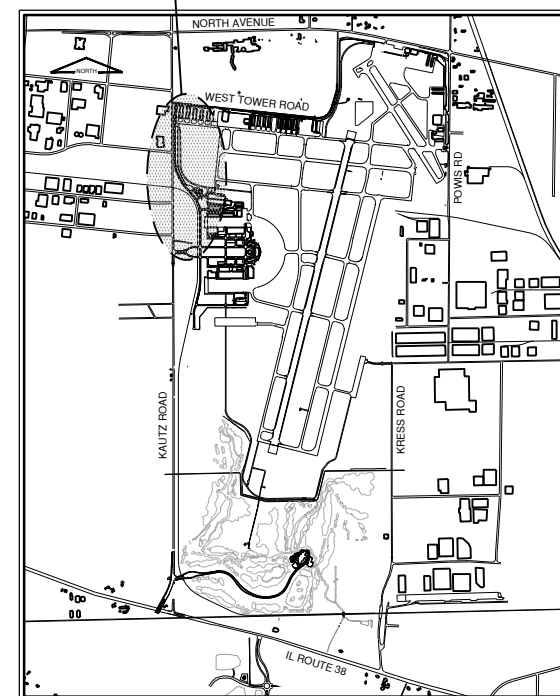 NORTH AVENUE
NORTH
WEST TOWER ROAD
POWIS RD
KAUTZ ROAD
KRESS ROAD
IL ROUTE 38